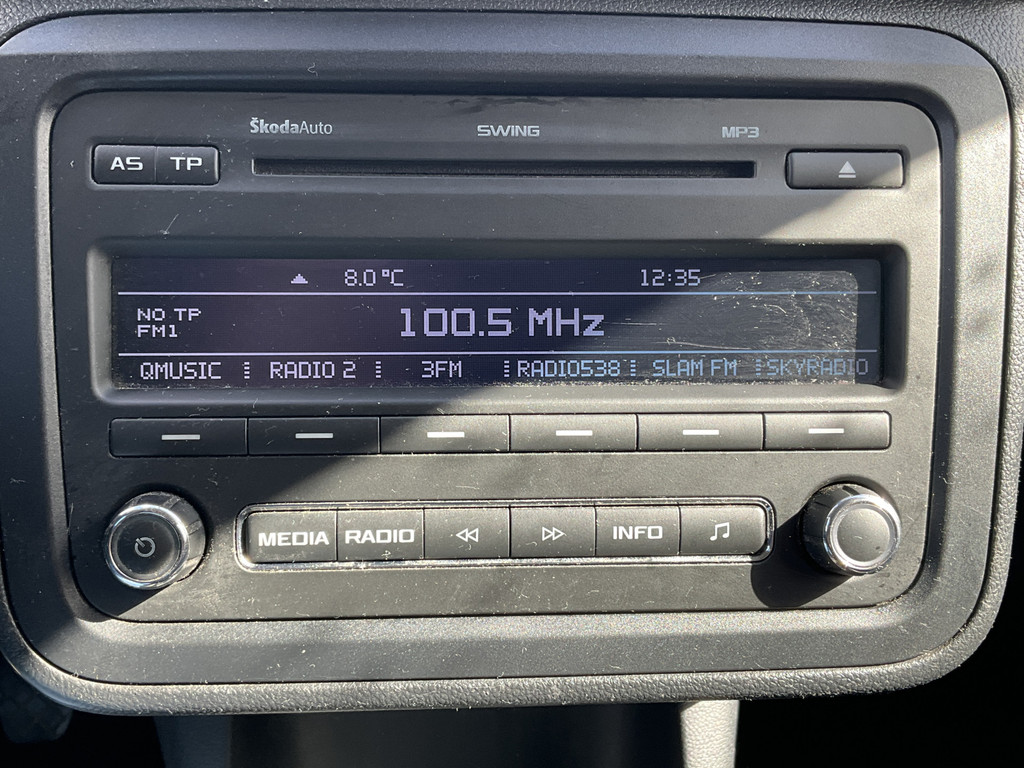 ŠkodaAuto SWING MP3
AS TP
8.0°C 12:35
NO TP
FM1
100.5 MHz
QMUSIC RADIO 2 3FM RADIO538 SLAM FM SKYRADIO
MEDIA RADIO INFO